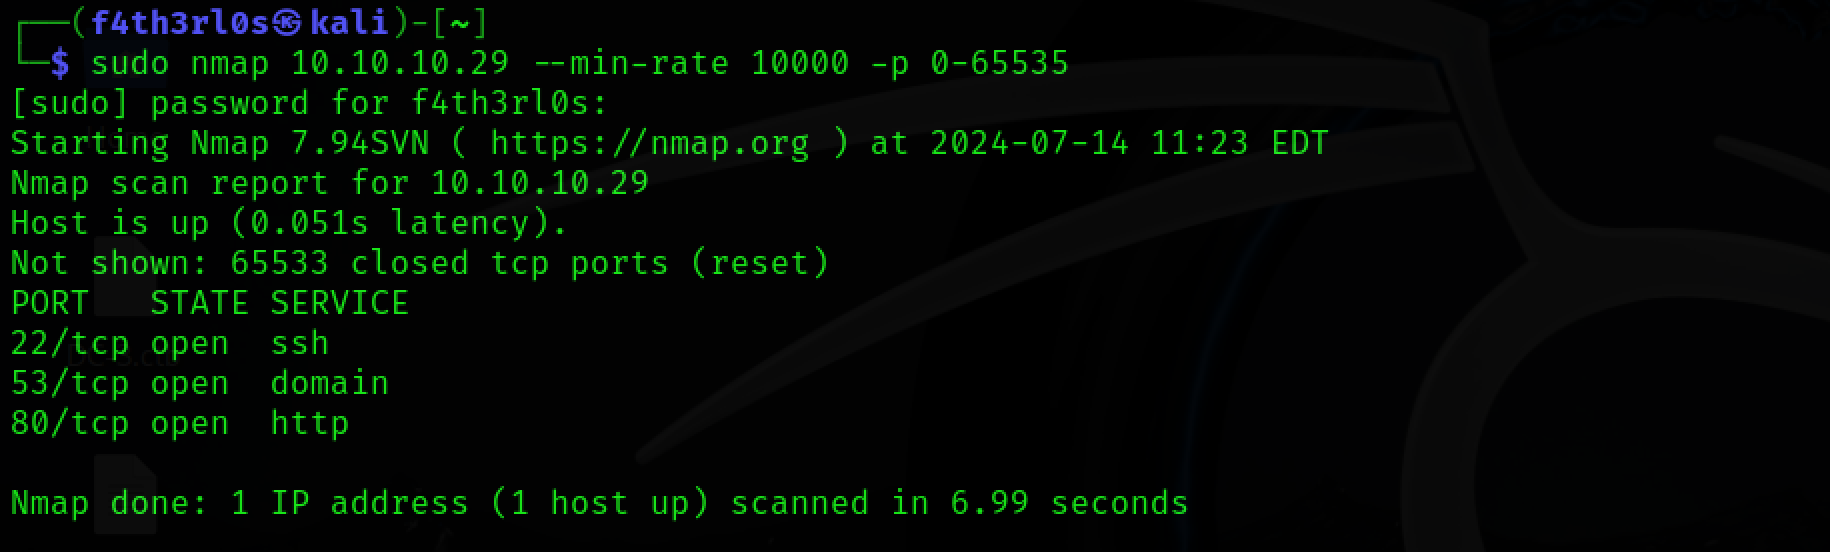 ┌──(f4th3rl0s㉿kali)-[~]
└─$ sudo nmap 10.10.10.29 --min-rate 10000 -p 0-65535
[sudo] password for f4th3rl0s:
Starting Nmap 7.94SVN ( https://nmap.org ) at 2024-07-14 11:23 EDT
Nmap scan report for 10.10.10.29
Host is up (0.051s latency).
Not shown: 65533 closed tcp ports (reset)
PORT   STATE SERVICE
22/tcp open  ssh
53/tcp open  domain
80/tcp open  http
Nmap done: 1 IP address (1 host up) scanned in 6.99 seconds